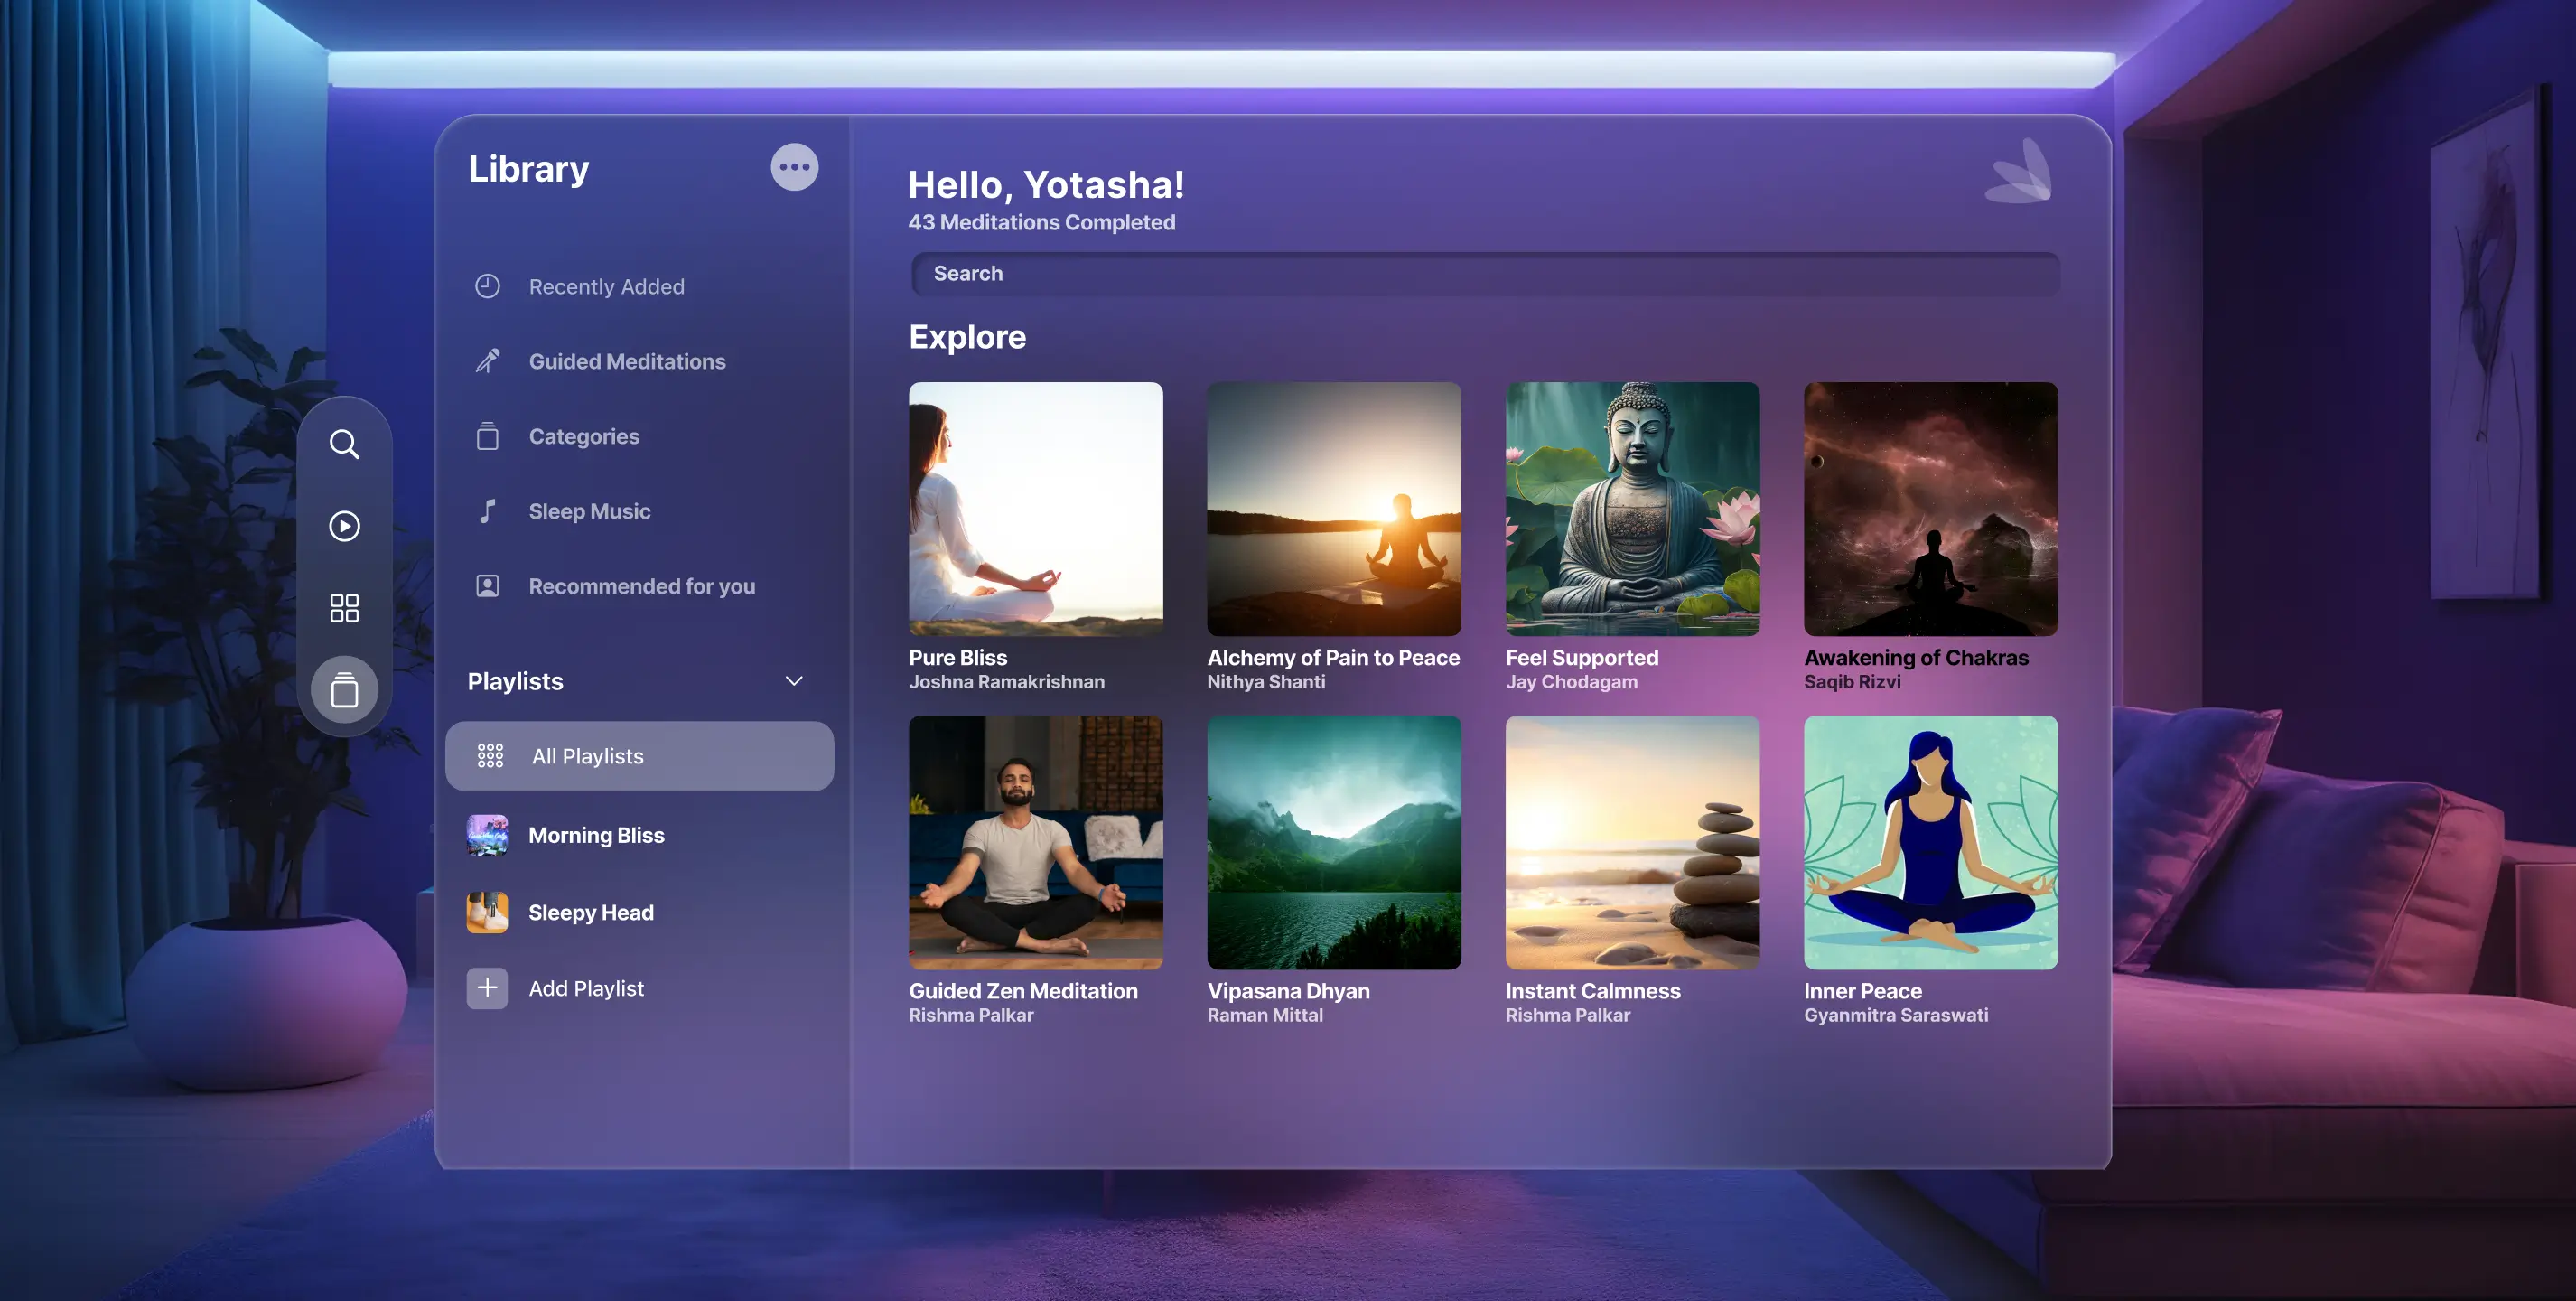 Library
Recently Added
Guided Meditations
Categories
Sleep Music
Recommended for you
Playlists
All Playlists
Morning Bliss
Sleepy Head
Add Playlist
Hello, Yotasha!
43 Meditations Completed
Search
Explore
Pure Bliss
Joshna Ramakrishnan
Alchemy of Pain to Peace
Nithya Shanti
Feel Supported
Jay Chodagam
Awakening of Chakras
Saqib Rizvi
Guided Zen Meditation
Rishma Palkar
Vipasana Dhyan
Raman Mittal
Instant Calmness
Rishma Palkar
Inner Peace
Gyanmitra Saraswati